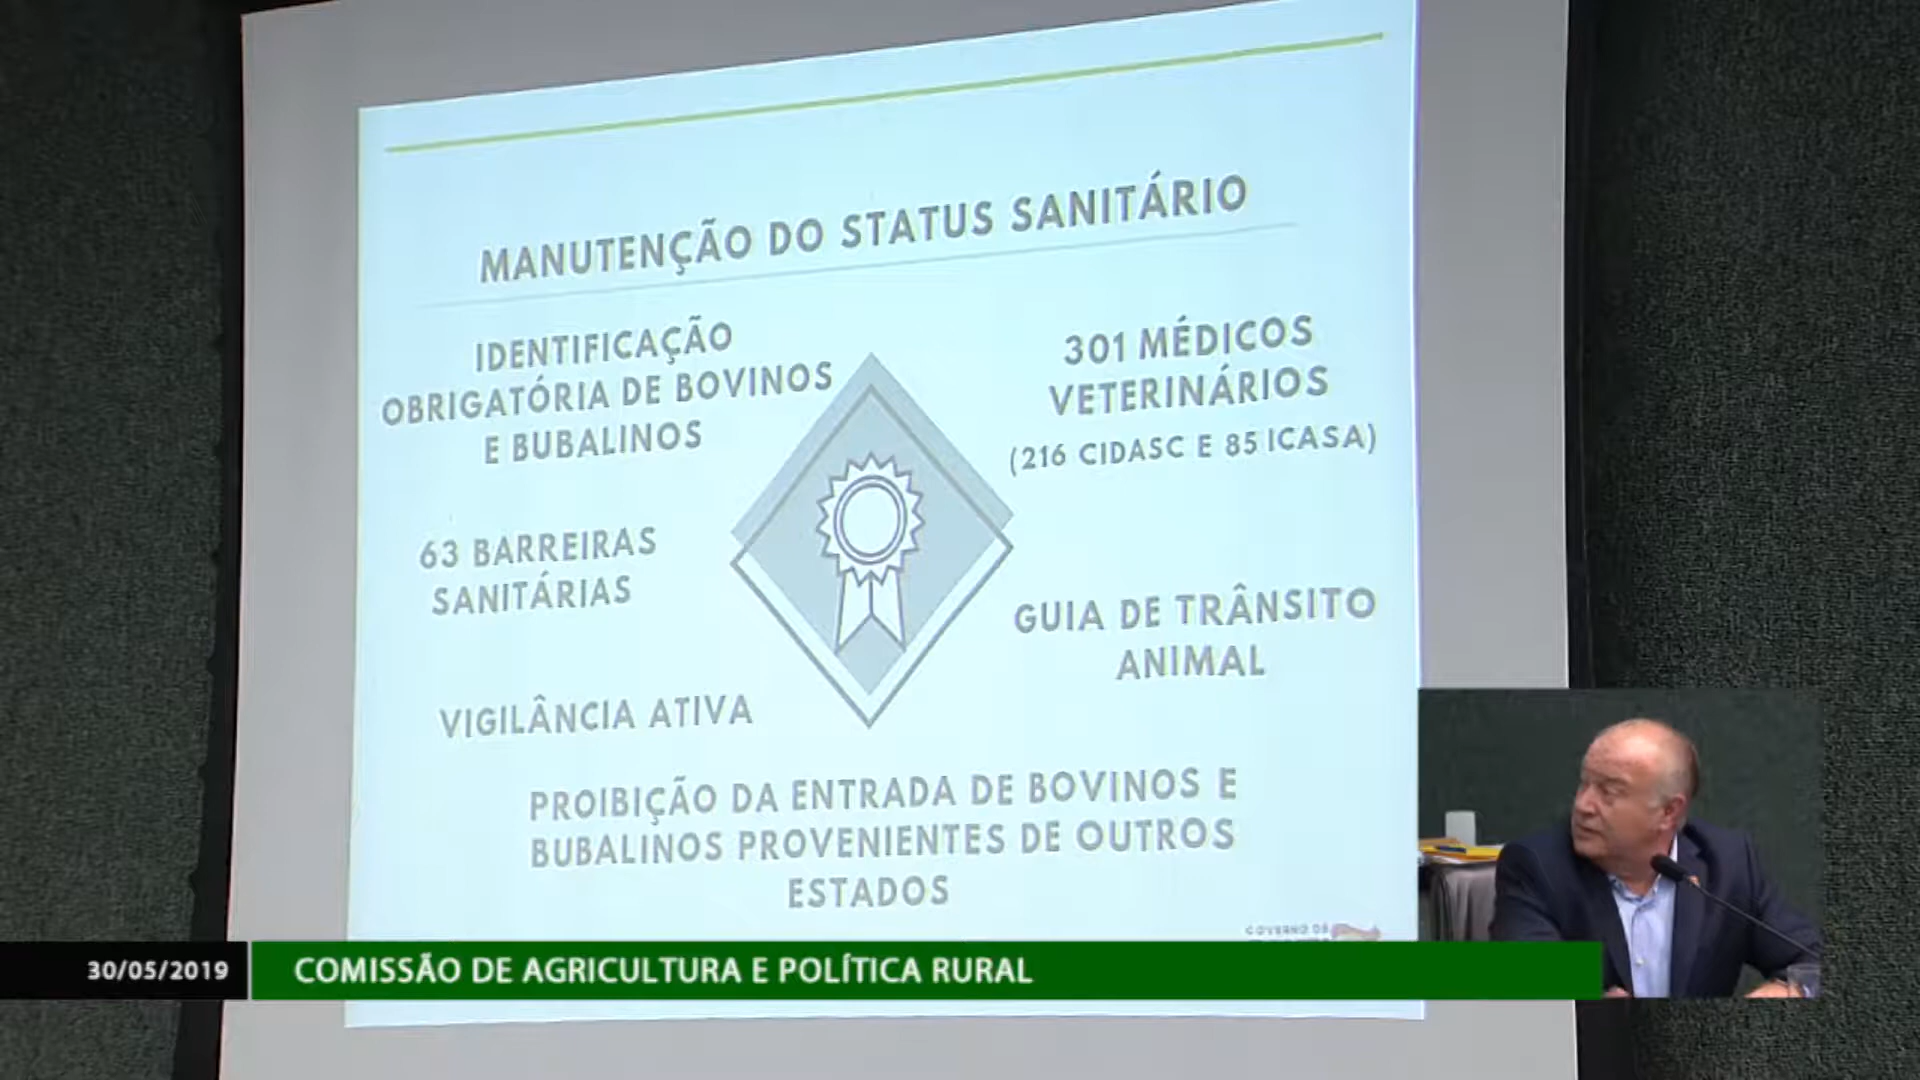 MANUTENÇÃO DO STATUS SANITÁRIO
IDENTIFICAÇÃO
OBRIGATÓRIA DE BOVINOS
E BUBALINOS
301 MÉDICOS
VETERINÁRIOS
(216 CIDASC E 85 ICASA)
63 BARREIRAS
SANITÁRIAS
GUIA DE TRÂNSITO
ANIMAL
VIGILÂNCIA ATIVA
PROIBIÇÃO DA ENTRADA DE BOVINOS E
BUBALINOS PROVENIENTES DE OUTROS
ESTADOS
GOVERNO DE
30/05/2019
COMISSÃO DE AGRICULTURA E POLÍTICA RURAL